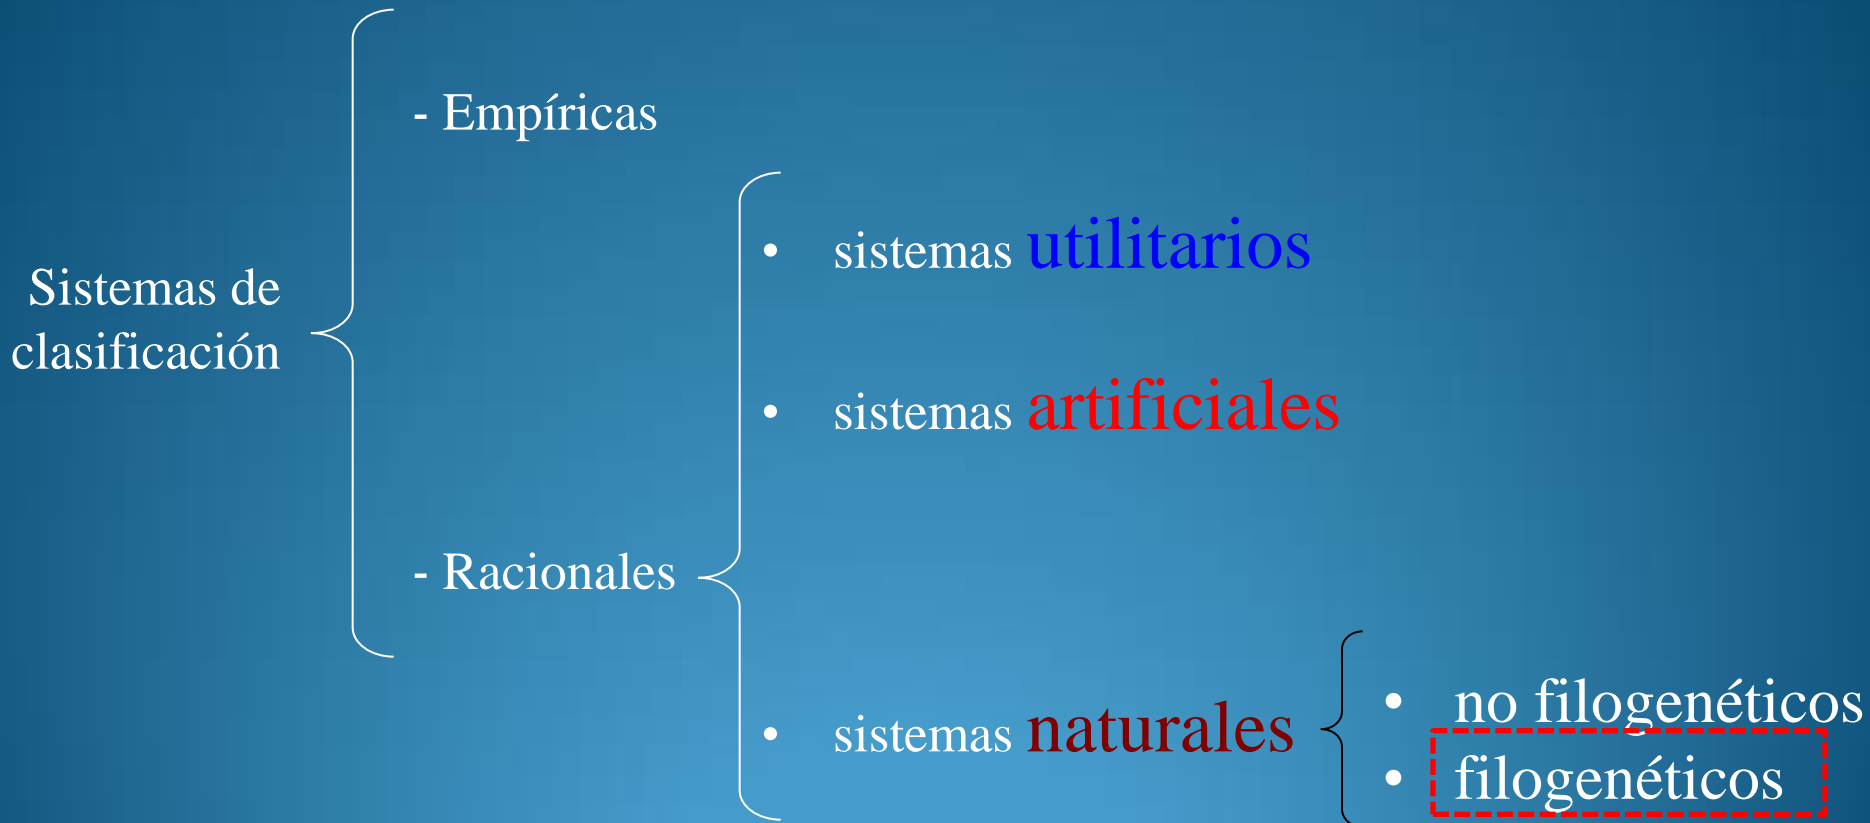 Sistemas de
clasificación
- Empíricas
- Racionales
• sistemas utilitarios
• sistemas artificiales
• sistemas naturales
• no filogenéticos
• filogenéticos